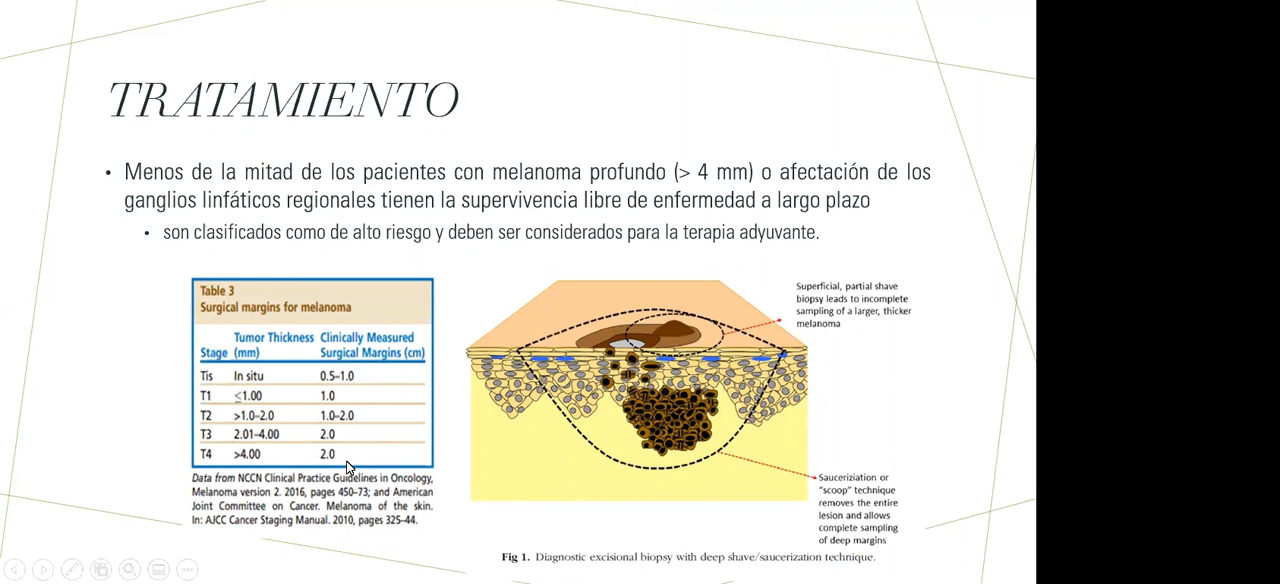 TRATAMIENTO
• Menos de la mitad de los pacientes con melanoma profundo (> 4 mm) o afectación de los
ganglios linfáticos regionales tienen la supervivencia libre de enfermedad a largo plazo
• son clasificados como de alto riesgo y deben ser considerados para la terapia adyuvante.
Table 3
Surgical margins for melanoma
Tumor Thickness Clinically Measured
Stage (mm) Surgical Margins (cm)
Tis In situ 0.5–1.0
T1 ≤1.00 1.0
T2 >1.0–2.0 1.0–2.0
T3 2.01–4.00 2.0
T4 >4.00 2.0
Data from NCCN Clinical Practice Guidelines in Oncology,
Melanoma version 2. 2016, pages 450–73; and American
Joint Committee on Cancer. Melanoma of the skin.
In: AJCC Cancer Staging Manual. 2010, pages 325–44.
Superficial, partial shave
biopsy leads to incomplete
sampling of a larger, thicker
melanoma
Sauceriziation or
"scoop" technique
removes the entire
lesion and allows
complete sampling
of deep margins
Fig 1. Diagnostic excisional biopsy with deep shave/saucerization technique.